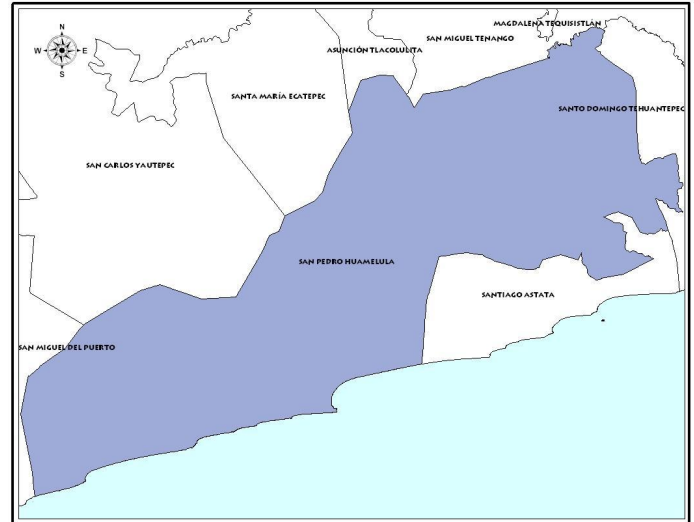 N
W E
S
MAGDALENA TEQUISISTLÁN
SAN MIGUEL TENANGO
ASUNCIÓN TLACOLULITA
SANTA MARÍA ECATEPEC
SANTO DOMINGO TEHUANTEPEC
SAN CARLOS YAUTEPEC
SAN PEDRO HUAMELULA
SANTIAGO ASTATA
SAN MIGUEL DEL PUERTO